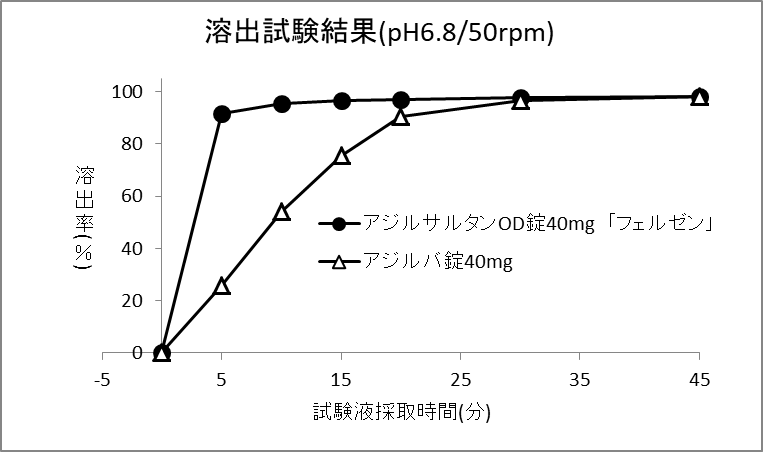 溶出試験結果(pH6.8/50rpm)
溶出率(%)
100
80
60
40
20
0
アジルサルタンOD錠40mg「フェルゼン」
アジルバ錠40mg
-5 5 15 25 35 45
試験液採取時間(分)